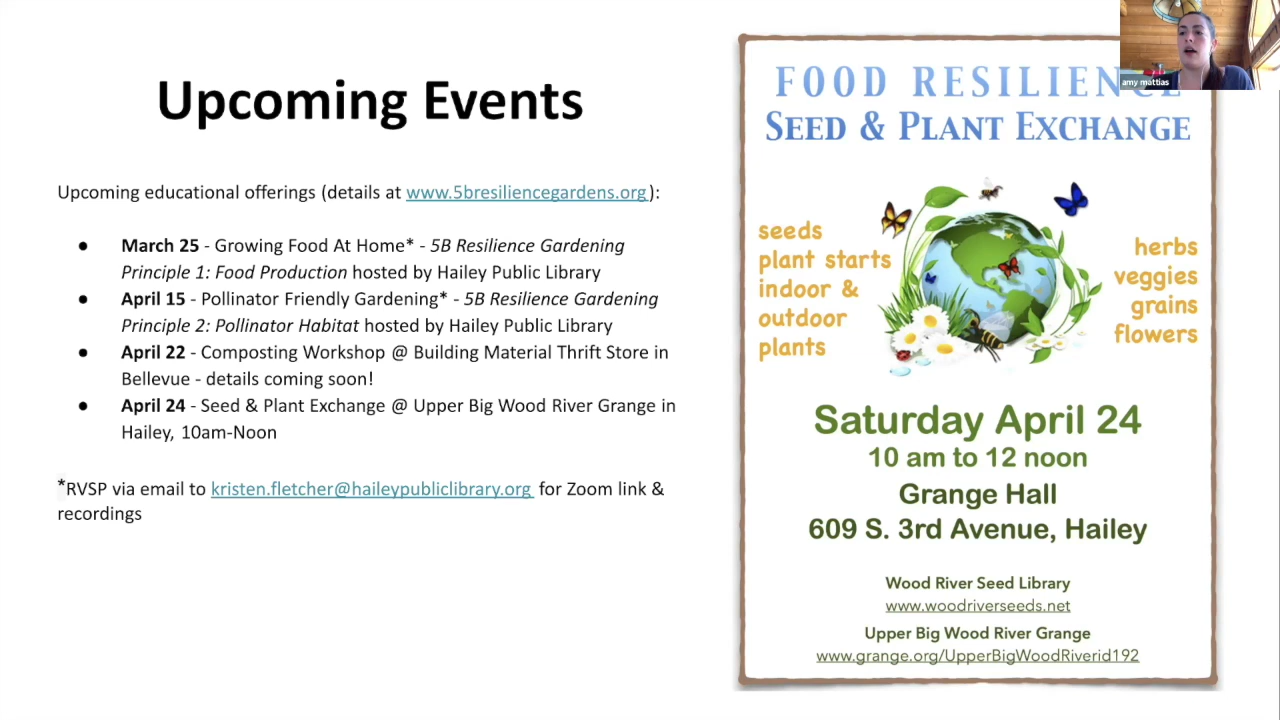 Upcoming Events
Upcoming educational offerings (details at www.5bresiliencegardens.org):
● March 25 - Growing Food At Home* - 5B Resilience Gardening
Principle 1: Food Production hosted by Hailey Public Library
● April 15 - Pollinator Friendly Gardening* - 5B Resilience Gardening
Principle 2: Pollinator Habitat hosted by Hailey Public Library
● April 22 - Composting Workshop @ Building Material Thrift Store in
Bellevue - details coming soon!
● April 24 - Seed & Plant Exchange @ Upper Big Wood River Grange in
Hailey, 10am-Noon
*RVSP via email to kristen.fletcher@haileypubliclibrary.org for Zoom link &
recordings
FOOD RESILIENCE
SEED & PLANT EXCHANGE
seeds
plant starts
indoor &
outdoor
plants
herbs
veggies
grains
flowers
Saturday April 24
10 am to 12 noon
Grange Hall
609 S. 3rd Avenue, Hailey
Wood River Seed Library
www.woodriverseeds.net
Upper Big Wood River Grange
www.grange.org/UpperBigWoodRiverid192
amy mattias